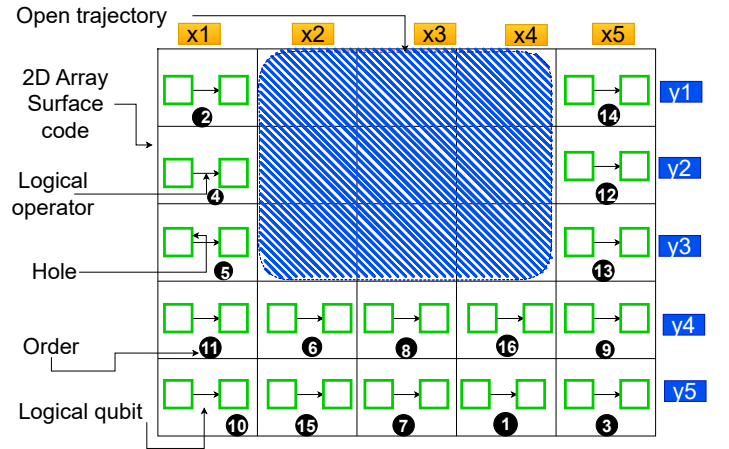 Open trajectory
x1 x2 x3 x4 x5
2D Array
Surface
code
2 14 y1
Logical
operator
4 12 y2
Hole
5 13 y3
Order
11 6 8 16 9 y4
Logical qubit
10 15 7 1 3 y5